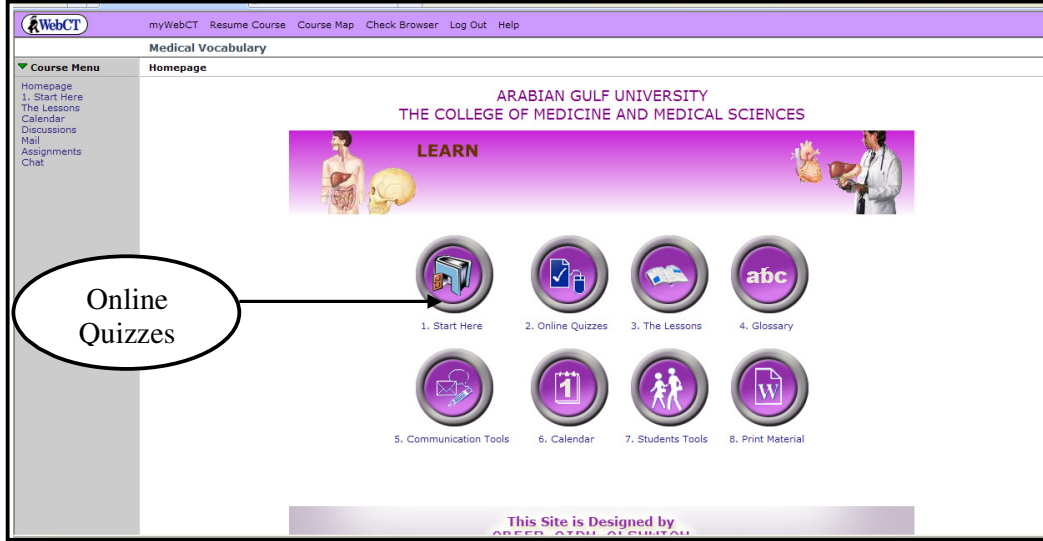 WebCT
myWebCT Resume Course Course Map Check Browser Log Out Help
Medical Vocabulary
Course Menu
Homepage
Homepage
1. Start Here
The Lessons
Calendar
Discussions
Mail
Assignments
Chat
ARABIAN GULF UNIVERSITY
THE COLLEGE OF MEDICINE AND MEDICAL SCIENCES
LEARN
Online
Quizzes
abc
1. Start Here 2. Online Quizzes 3. The Lessons 4. Glossary
1
W
5. Communication Tools 6. Calendar 7. Students Tools 8. Print Material
This Site is Designed by